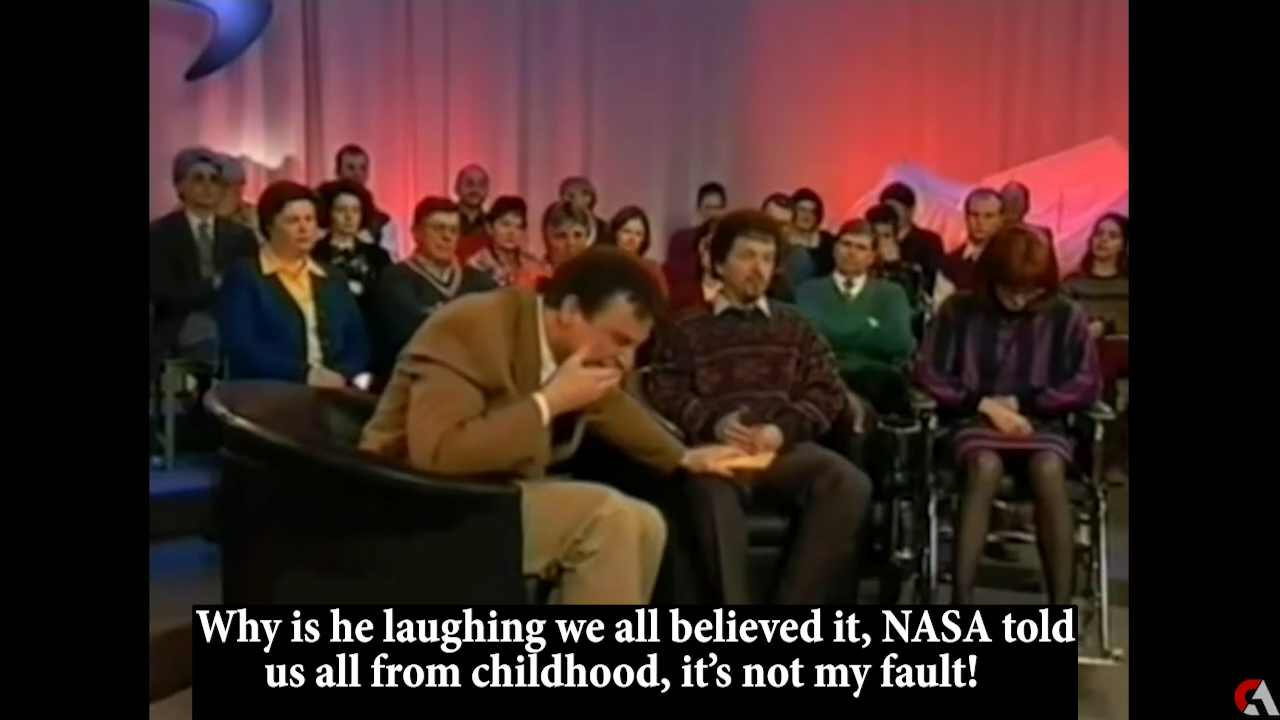 Why is he laughing we all believed it, NASA told
us all from childhood, it's not my fault!